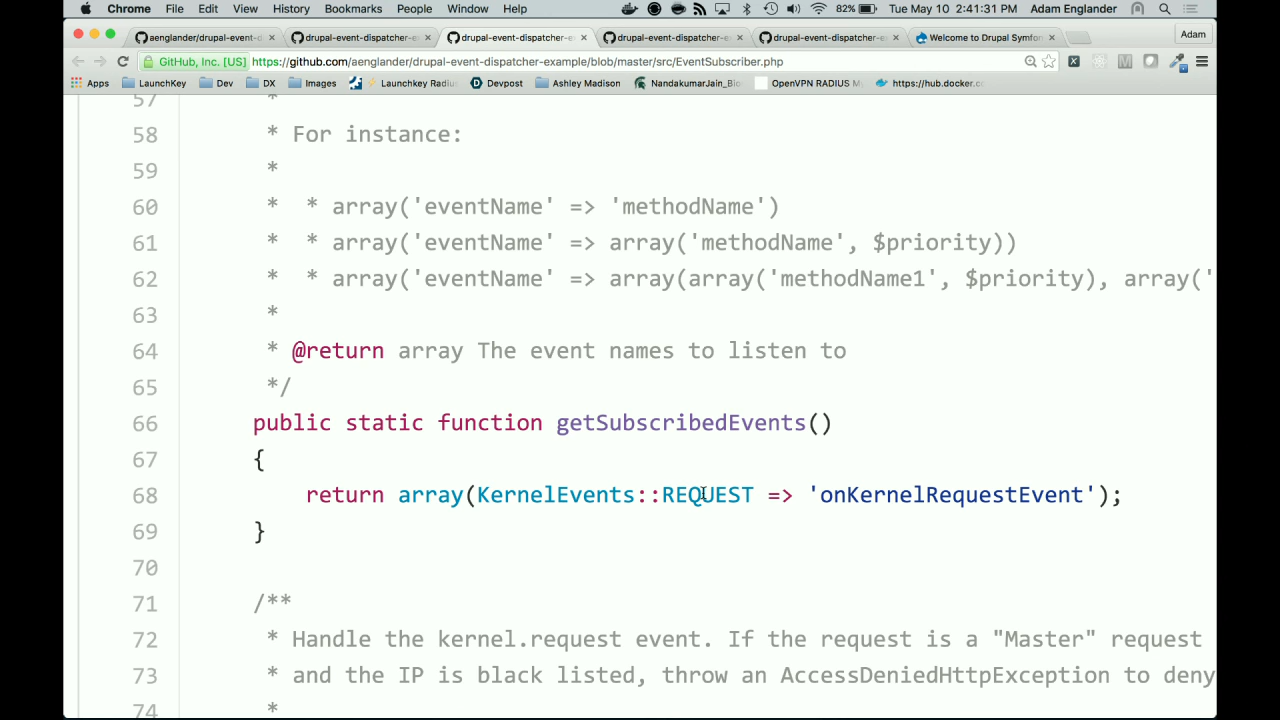 Chrome File Edit View History Bookmarks People Window Help 82% Tue May 10 2:41:31 PM Adam Englander
aenglander/drupal-event-d drupal-event-dispatcher-e drupal-event-dispatcher-e drupal-event-dispatcher-e drupal-event-dispatcher-e Welcome to Drupal Symfon Adam
GitHub, Inc. [US] https://github.com/aenglander/drupal-event-dispatcher-example/blob/master/src/EventSubscriber.php
Apps LaunchKey Dev DX Images Launchkey Radiu Devpost Ashley Madison NandakumarJain_Bio OpenVPN RADIUS https://hub.docker.c
57 *
58 * For instance:
59 *
60 * * array('eventName' => 'methodName')
61 * * array('eventName' => array('methodName', $priority))
62 * * array('eventName' => array(array('methodName1', $priority), array('
63 *
64 * @return array The event names to listen to
65 */
66 public static function getSubscribedEvents()
67 {
68 return array(KernelEvents::REQUEST => 'onKernelRequestEvent');
69 }
70
71 /**
72 * Handle the kernel.request event. If the request is a "Master" request
73 * and the IP is black listed, throw an AccessDeniedHttpException to deny
74 *